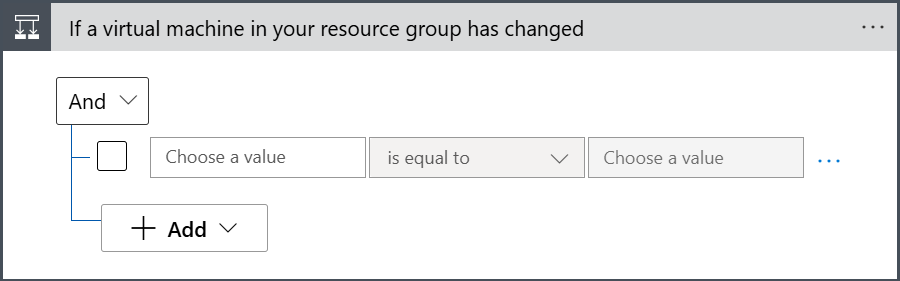 If a virtual machine in your resource group has changed
And
Choose a value
is equal to
Choose a value
Add